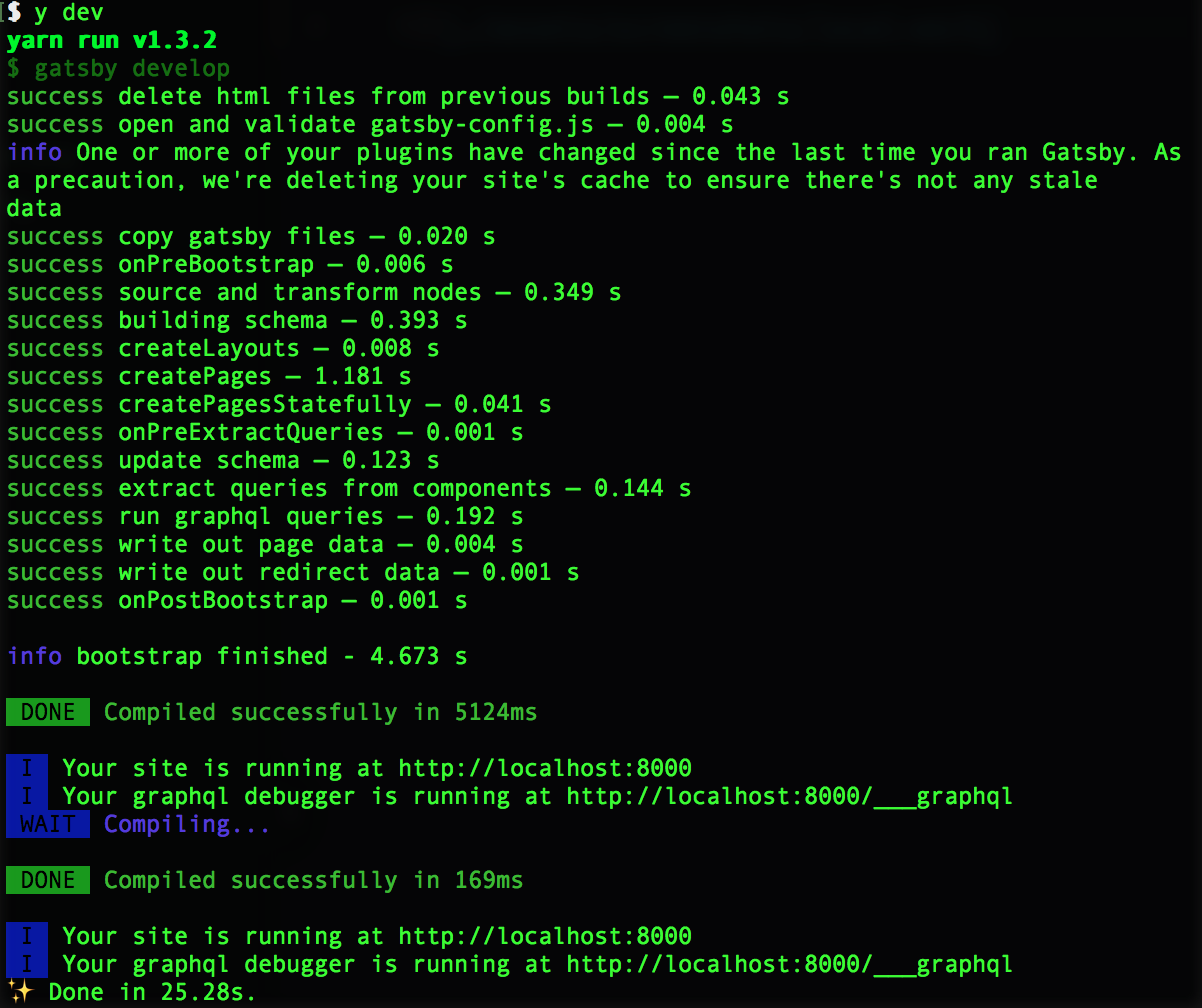 $ y dev
yarn run v1.3.2
$ gatsby develop
success delete html files from previous builds — 0.043 s
success open and validate gatsby-config.js — 0.004 s
info One or more of your plugins have changed since the last time you ran Gatsby. As
a precaution, we're deleting your site's cache to ensure there's not any stale
data
success copy gatsby files — 0.020 s
success onPreBootstrap — 0.006 s
success source and transform nodes — 0.349 s
success building schema — 0.393 s
success createLayouts — 0.008 s
success createPages — 1.181 s
success createPagesStatefully — 0.041 s
success onPreExtractQueries — 0.001 s
success update schema — 0.123 s
success extract queries from components — 0.144 s
success run graphql queries — 0.192 s
success write out page data — 0.004 s
success write out redirect data — 0.001 s
success onPostBootstrap — 0.001 s
info bootstrap finished - 4.673 s
DONE Compiled successfully in 5124ms
I Your site is running at http://localhost:8000
I Your graphql debugger is running at http://localhost:8000/___graphql
WAIT Compiling...
DONE Compiled successfully in 169ms
I Your site is running at http://localhost:8000
I Your graphql debugger is running at http://localhost:8000/___graphql
✨ Done in 25.28s.